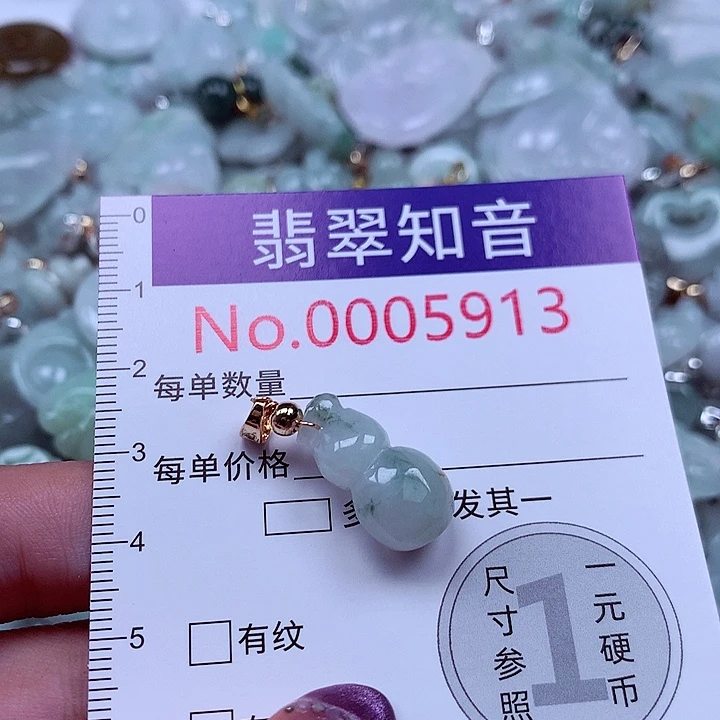 0
翡翠知音
1
No.0005913
2
每单数量
3
每单价格
发其一
4
尺寸参照
1
一元硬币
5
有纹